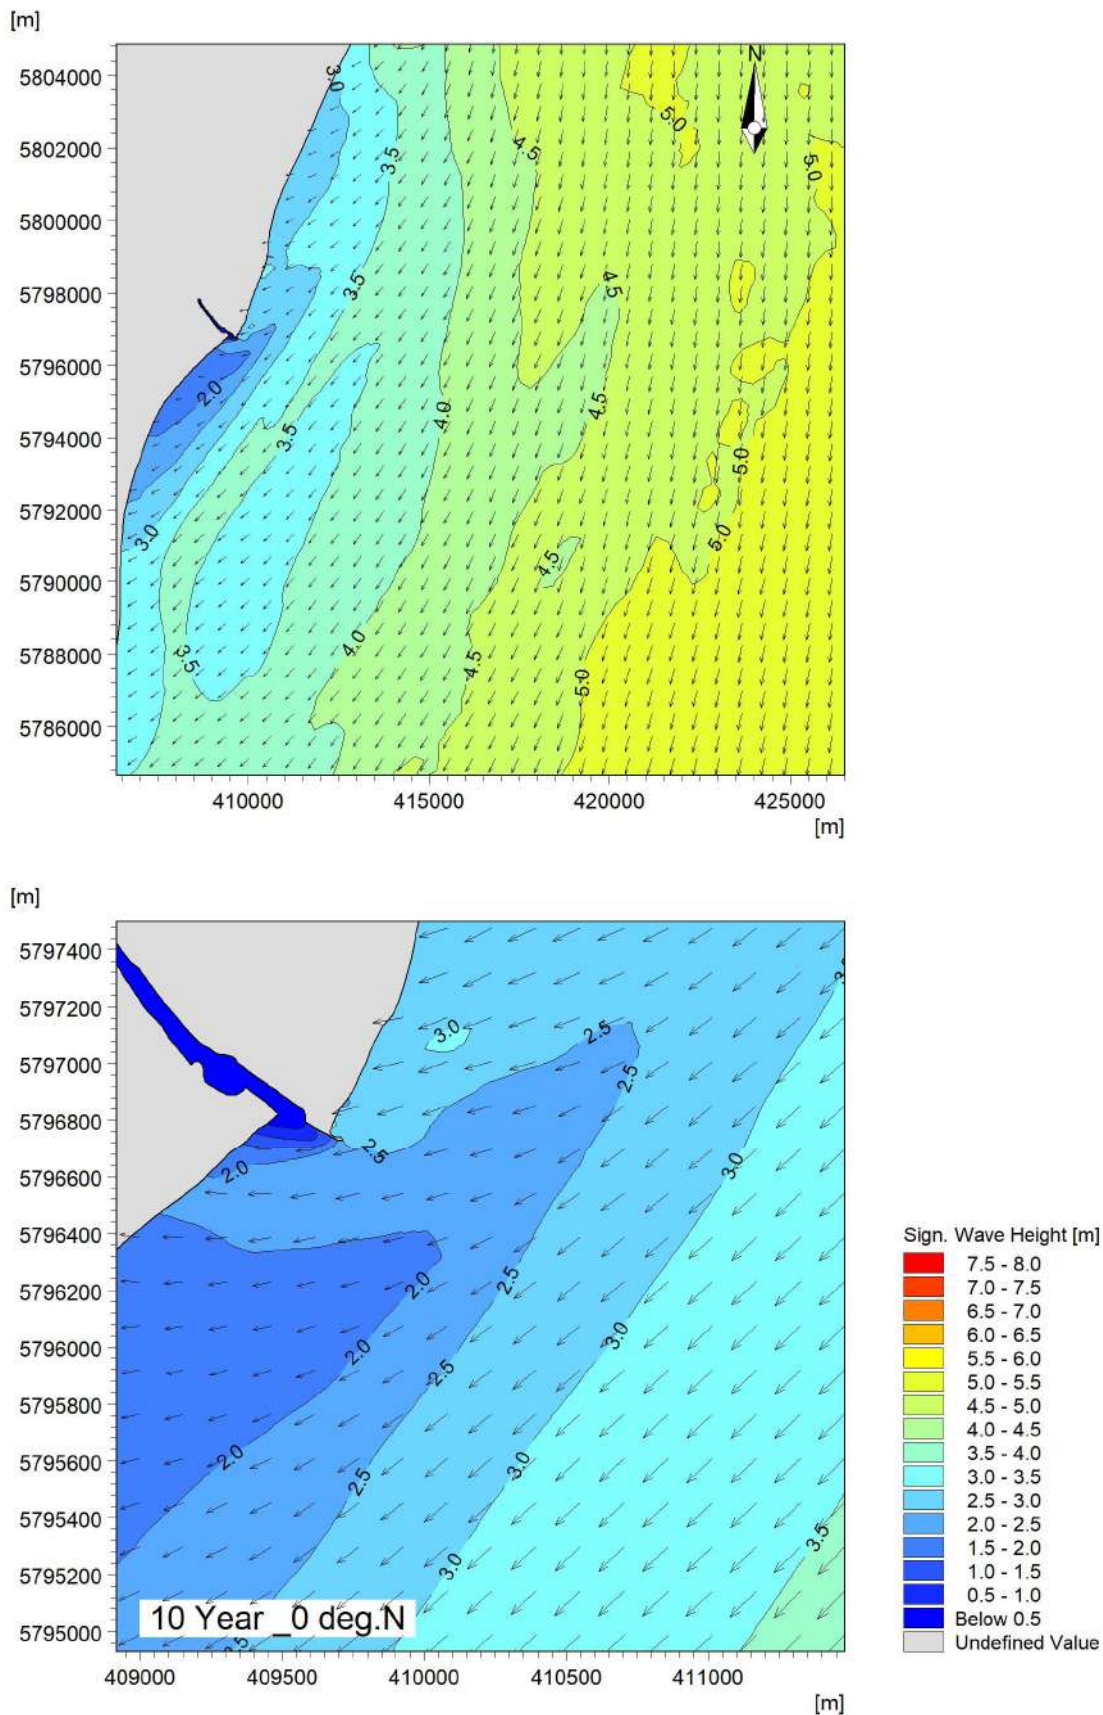 [m]
5804000
5802000
5800000
5798000
5796000
5794000
5792000
5790000
5788000
5786000
N
3.0
5.0
4.5
3.5
5.0
3.5
4.5
2.0
4.0
4.5
3.5
5.0
3.0
5.0
4.5
4.0
3.5
4.5
5.0
410000 415000 420000 425000
[m]
[m]
5797400
5797200
5797000
5796800
5796600
5796400
5796200
5796000
5795800
5795600
5795400
5795200
5795000
3.0
3.0
2.5
2.5
2.5
3.0
2.0
2.5
2.0
3.0
2.0
2.5
2.0
3.0
2.5
3.5
3.0
10 Year _0 deg.N
2.5
409000 409500 410000 410500 411000
[m]
Sign. Wave Height [m]
7.5 - 8.0
7.0 - 7.5
6.5 - 7.0
6.0 - 6.5
5.5 - 6.0
5.0 - 5.5
4.5 - 5.0
4.0 - 4.5
3.5 - 4.0
3.0 - 3.5
2.5 - 3.0
2.0 - 2.5
1.5 - 2.0
1.0 - 1.5
0.5 - 1.0
Below 0.5
Undefined Value